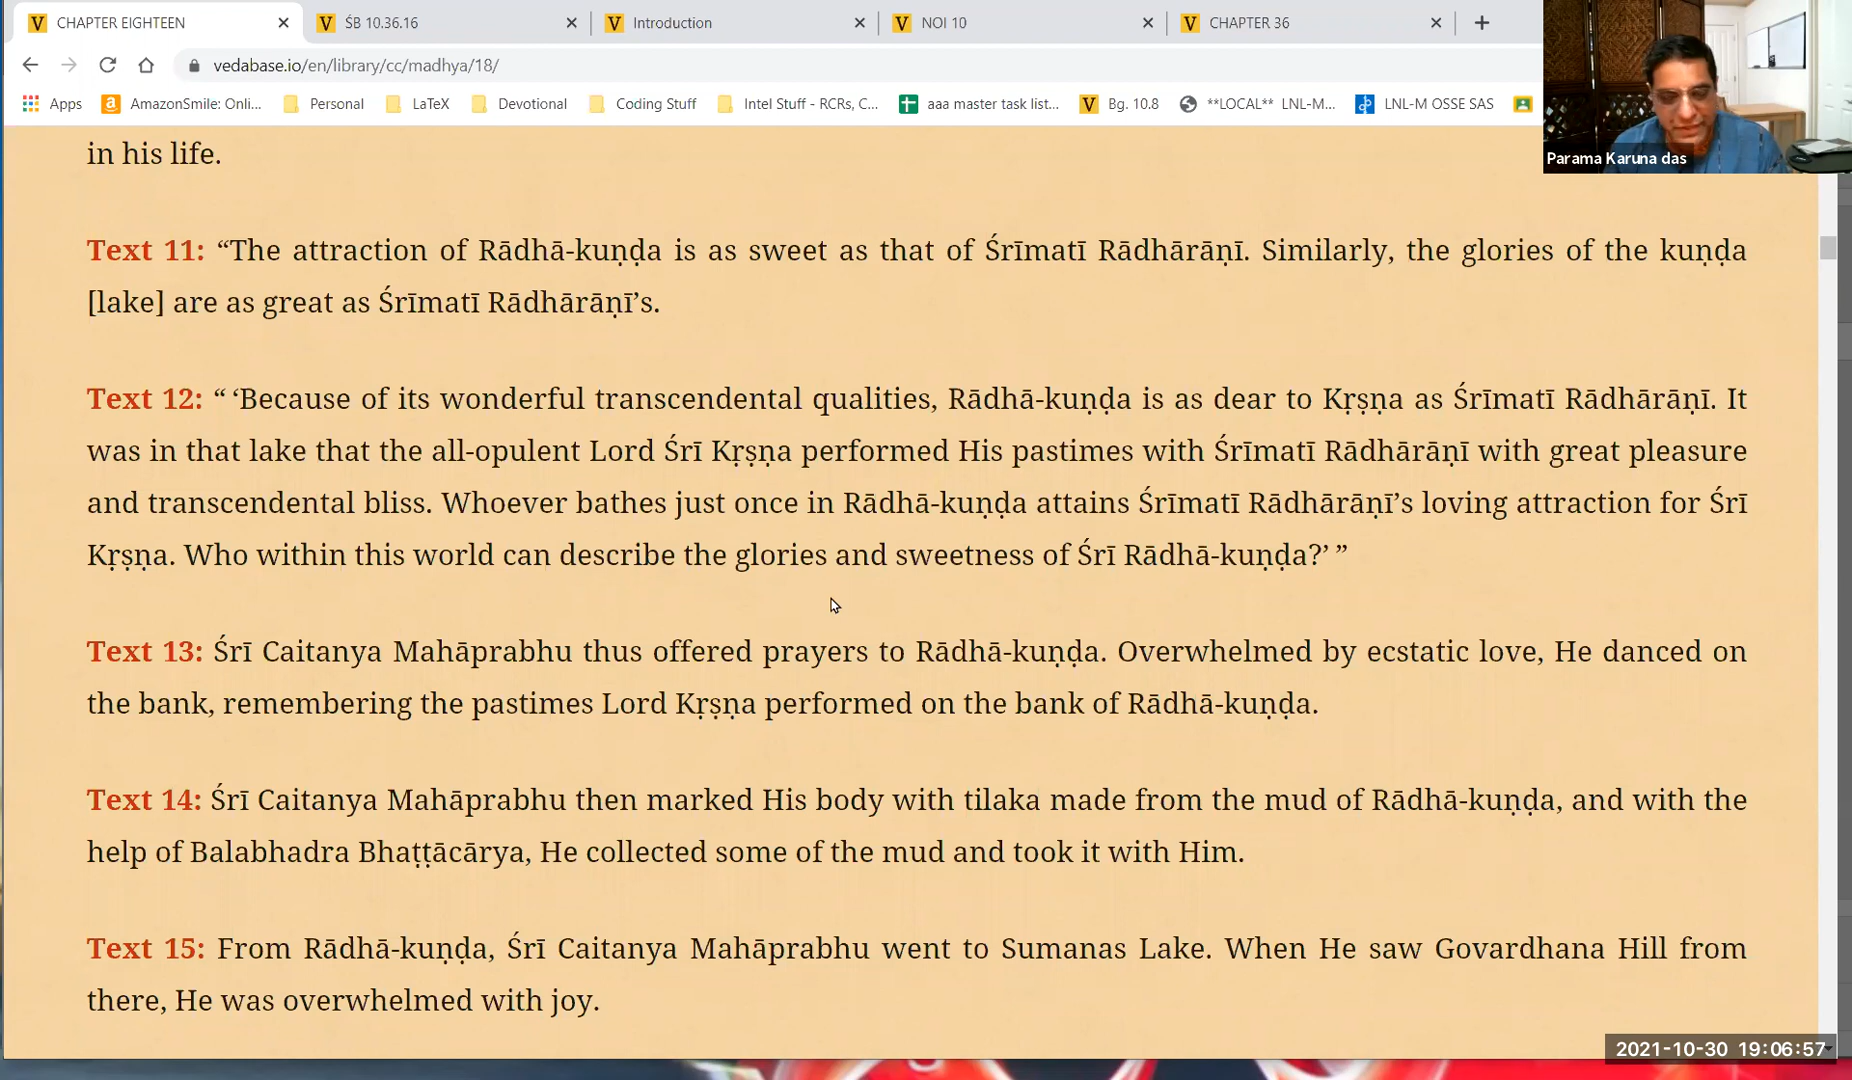 CHAPTER EIGHTEEN
ŚB 10.36.16
Introduction
NOI 10
CHAPTER 36
vedabase.io/en/library/cc/madhya/18/
Apps
AmazonSmile: Onli...
Personal
LaTeX
Devotional
Coding Stuff
Intel Stuff - RCRs, C...
aaa master task list...
Bg. 10.8
**LOCAL** LNL-M...
LNL-M OSSE SAS
Parama Karuna das
in his life.
Text 11: “The attraction of Rādhā-kuṇḍa is as sweet as that of Śrīmatī Rādhārāṇī. Similarly, the glories of the kuṇḍa
[lake] are as great as Śrīmatī Rādhārāṇī’s.
Text 12: “ ‘Because of its wonderful transcendental qualities, Rādhā-kuṇḍa is as dear to Kṛṣṇa as Śrīmatī Rādhārāṇī. It
was in that lake that the all-opulent Lord Śrī Kṛṣṇa performed His pastimes with Śrīmatī Rādhārāṇī with great pleasure
and transcendental bliss. Whoever bathes just once in Rādhā-kuṇḍa attains Śrīmatī Rādhārāṇī’s loving attraction for Śrī
Kṛṣṇa. Who within this world can describe the glories and sweetness of Śrī Rādhā-kuṇḍa?’ ”
Text 13: Śrī Caitanya Mahāprabhu thus offered prayers to Rādhā-kuṇḍa. Overwhelmed by ecstatic love, He danced on
the bank, remembering the pastimes Lord Kṛṣṇa performed on the bank of Rādhā-kuṇḍa.
Text 14: Śrī Caitanya Mahāprabhu then marked His body with tilaka made from the mud of Rādhā-kuṇḍa, and with the
help of Balabhadra Bhaṭṭācārya, He collected some of the mud and took it with Him.
Text 15: From Rādhā-kuṇḍa, Śrī Caitanya Mahāprabhu went to Sumanas Lake. When He saw Govardhana Hill from
there, He was overwhelmed with joy.
2021-10-30 19:06:57